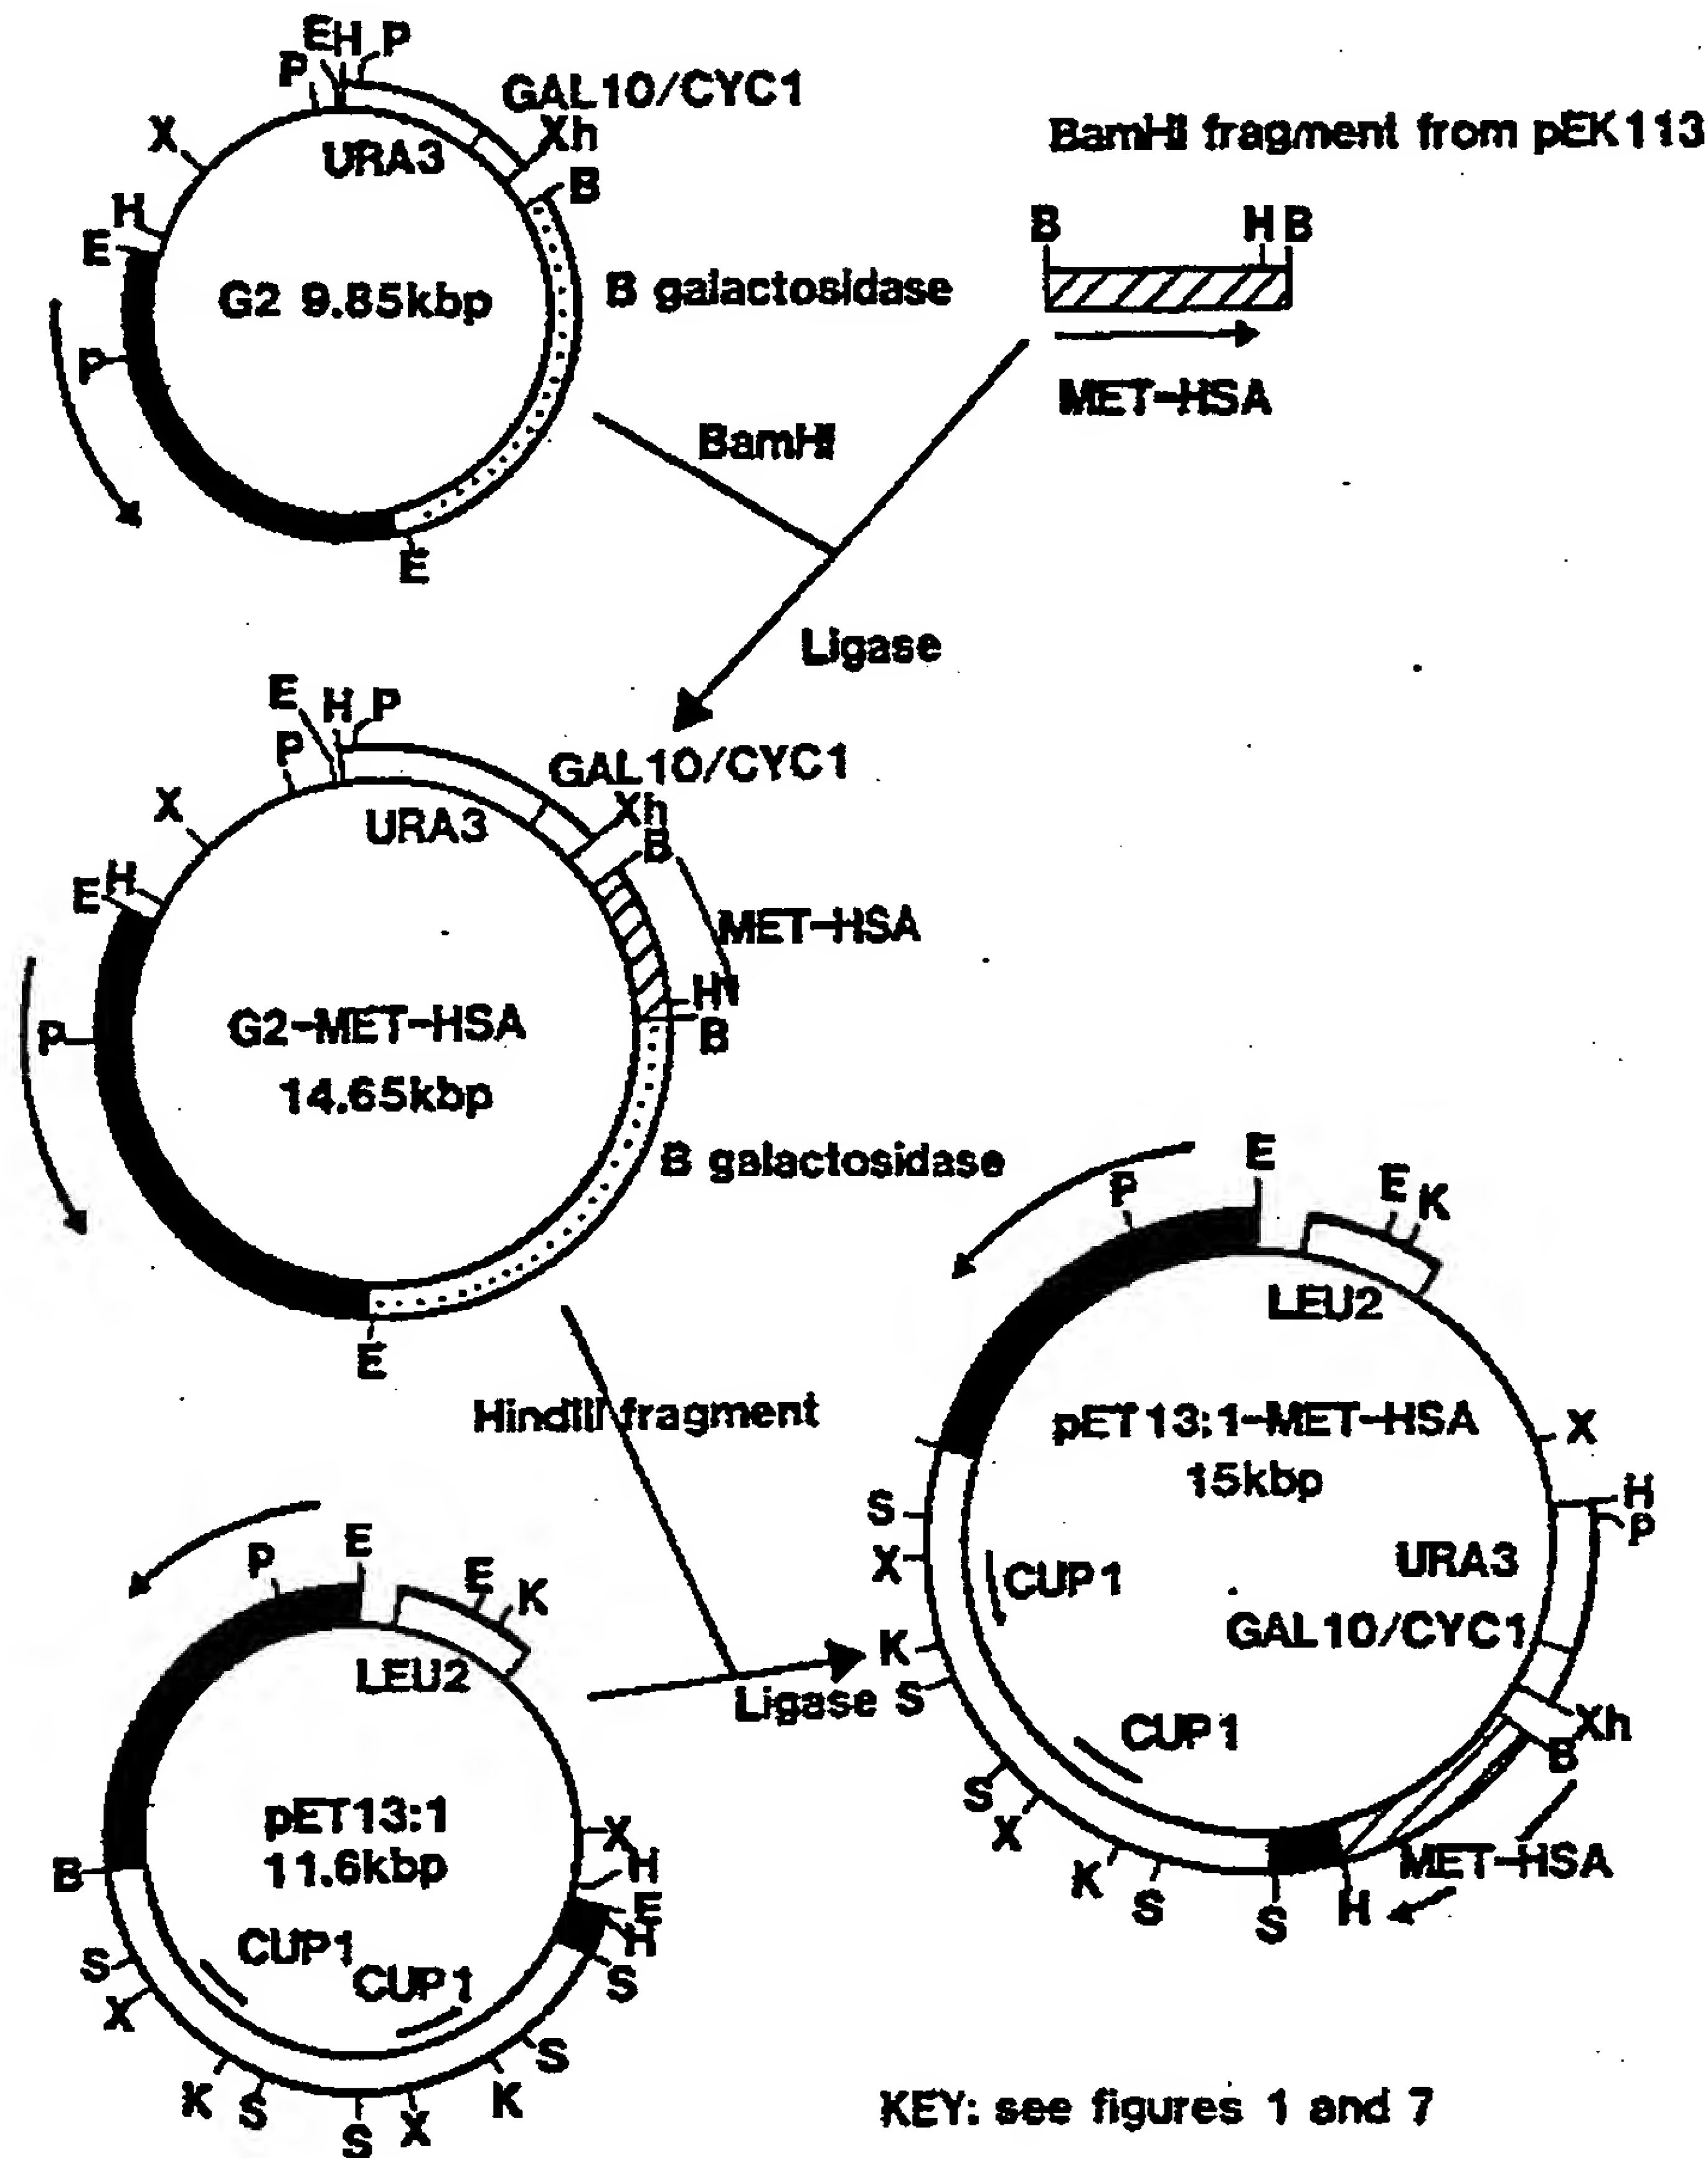 E H P
P
GAL10/CYC1
X
Xh
URA3
B
H
E
G2 9.85kbp
B galactosidase
P
E
BamHI fragment from pEK113
B
H B
MET-HSA
BamHI
Ligase
E H P
P
GAL10/CYC1
X
Xh
URA3
B
E H
MET-HSA
H
B
P
G2-MET-HSA
14.65kbp
B galactosidase
E
HindIII fragment
E
P
E K
LEU2
pET13:1
11.6kbp
X
H
E
H
B
CUP1
CUP1
S
X
K
S
S
X
K
S
S
Ligase
E
P
E K
LEU2
pET13:1-MET-HSA
15kbp
X
H
P
URA3
GAL10/CYC1
Xh
B
MET-HSA
H
S
X
CUP1
K
S
CUP1
S
X
K
S
S
KEY: see figures 1 and 7